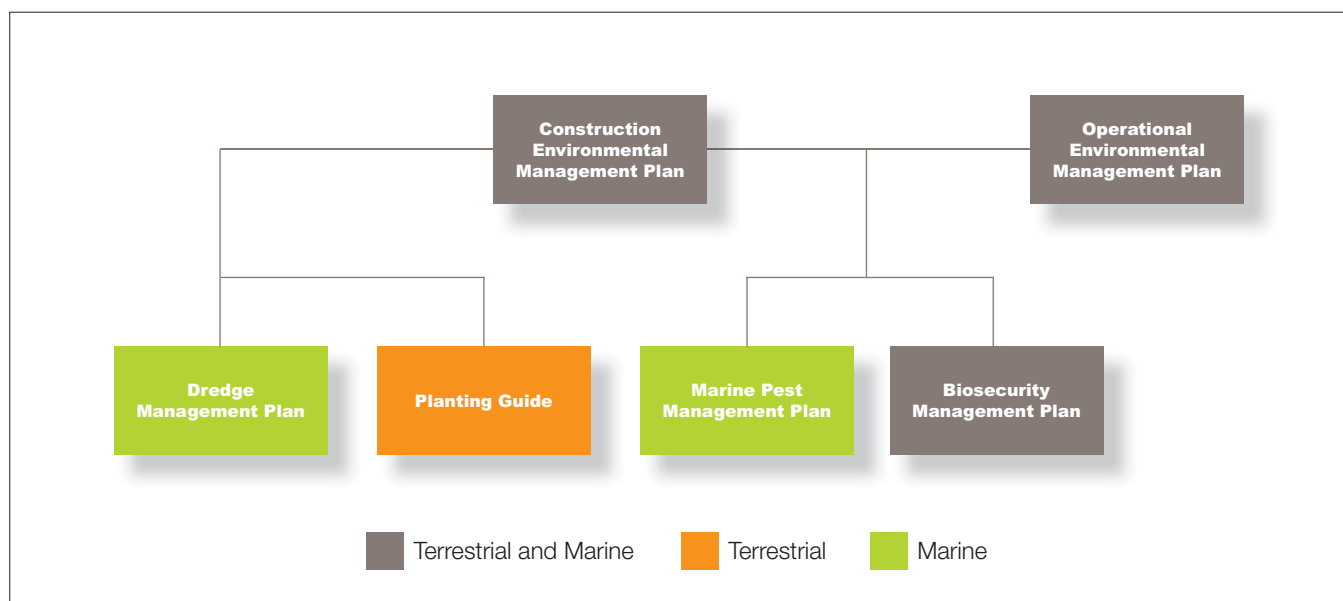 Construction
Environmental
Management Plan
Operational
Environmental
Management Plan
Dredge
Management Plan
Planting Guide
Marine Pest
Management Plan
Biosecurity
Management Plan
Terrestrial and Marine
Terrestrial
Marine